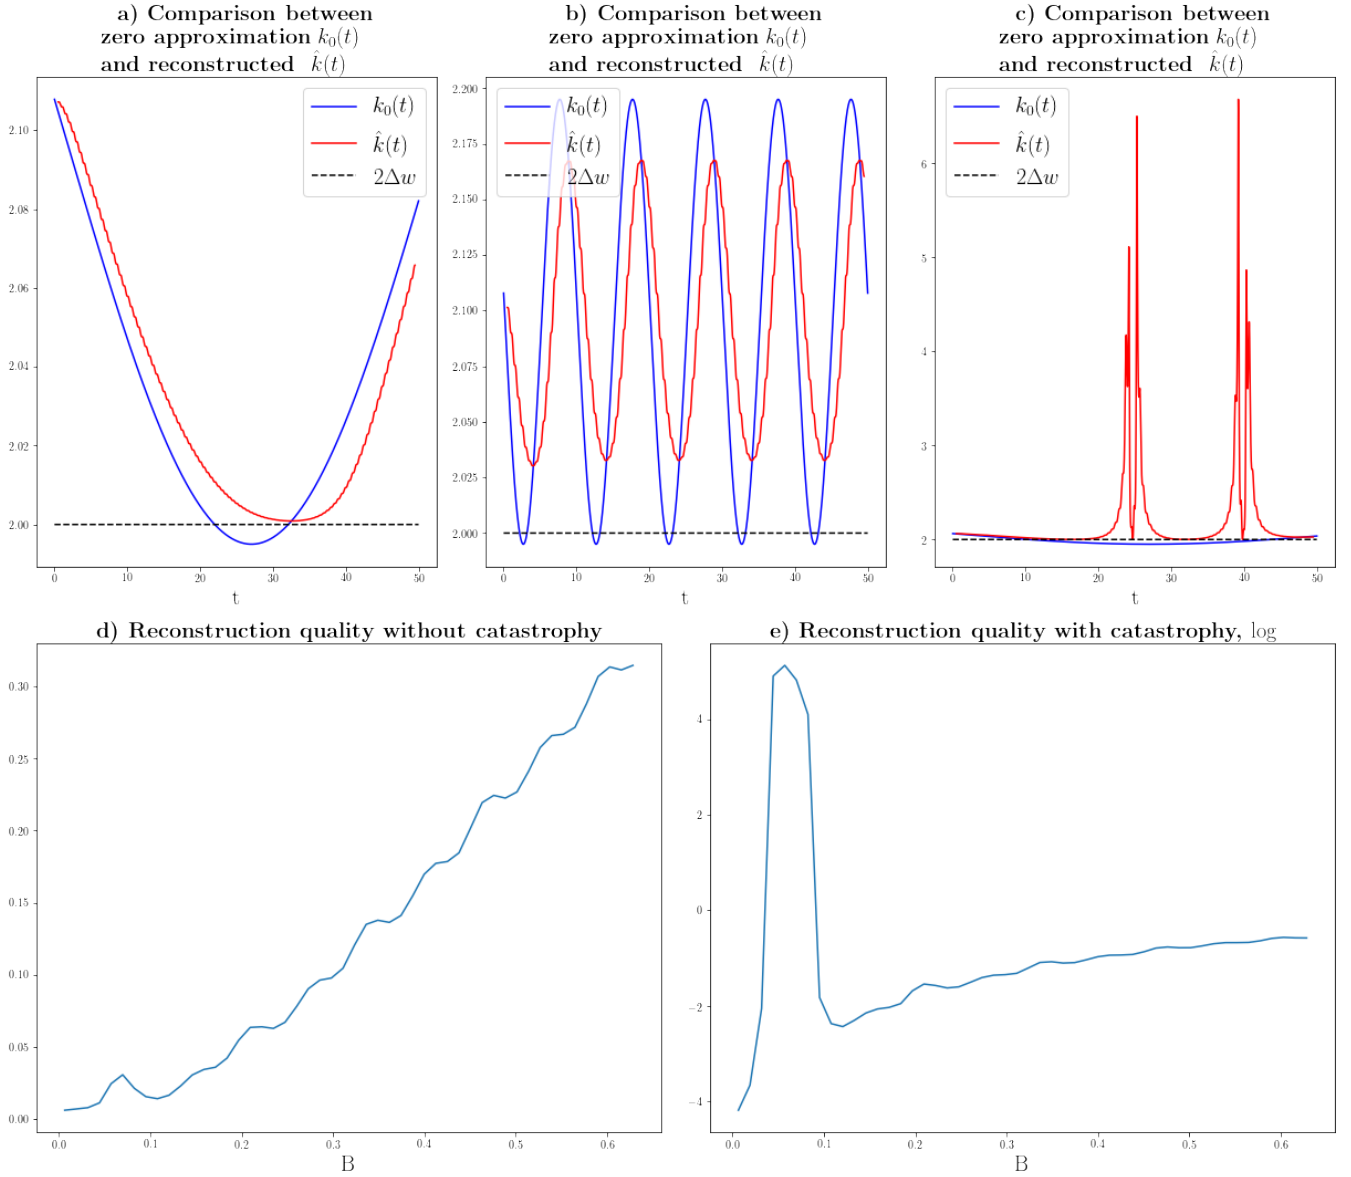 a) Comparison between
zero approximation k₀(t)
and reconstructed k̂(t)
k₀(t)
k̂(t)
2Δw
2.10
2.08
2.06
2.04
2.02
2.00
0 10 20 30 40 50
t
b) Comparison between
zero approximation k₀(t)
and reconstructed k̂(t)
k₀(t)
k̂(t)
2Δw
2.200
2.175
2.150
2.125
2.100
2.075
2.050
2.025
2.000
0 10 20 30 40 50
t
c) Comparison between
zero approximation k₀(t)
and reconstructed k̂(t)
k₀(t)
k̂(t)
2Δw
6
5
4
3
2
0 10 20 30 40 50
t
d) Reconstruction quality without catastrophy
0.30
0.25
0.20
0.15
0.10
0.05
0.00
0.0 0.1 0.2 0.3 0.4 0.5 0.6
B
e) Reconstruction quality with catastrophy, log
4
2
0
−2
−4
0.0 0.1 0.2 0.3 0.4 0.5 0.6
B